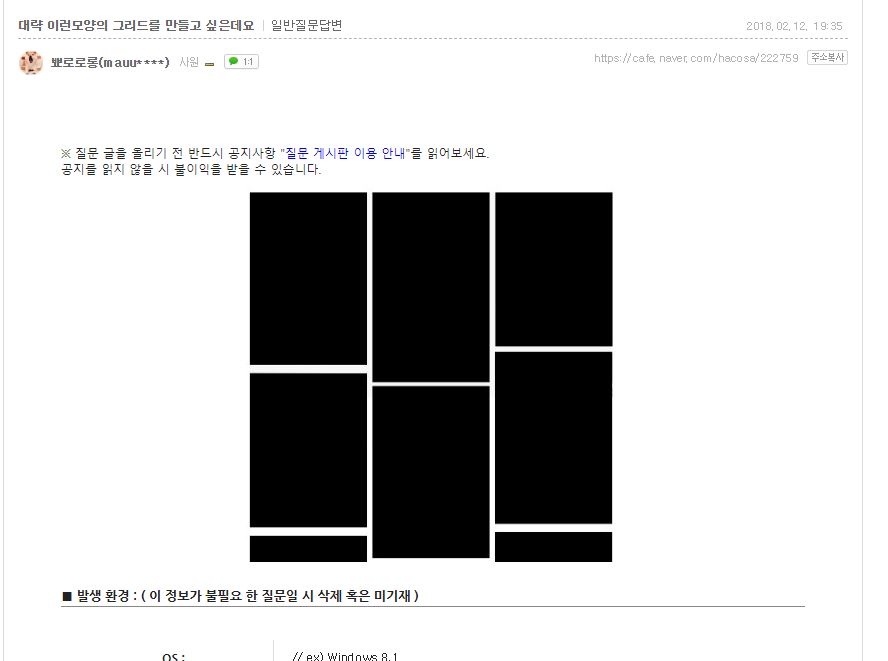 대략 이런모양의 그리드를 만들고 싶은데요 | 일반질문답변
2018.02.12. 19:35
뽀로로롱(mauu****) 사원 1:1
https://cafe.naver.com/hacosa/222759 주소복사
※ 질문 글을 올리기 전 반드시 공지사항 "질문 게시판 이용 안내"를 읽어보세요.
공지를 읽지 않을 시 불이익을 받을 수 있습니다.
■ 발생 환경 : ( 이 정보가 불필요 한 질문일 시 삭제 혹은 미기재 )
OS : // ex) Windows 8.1